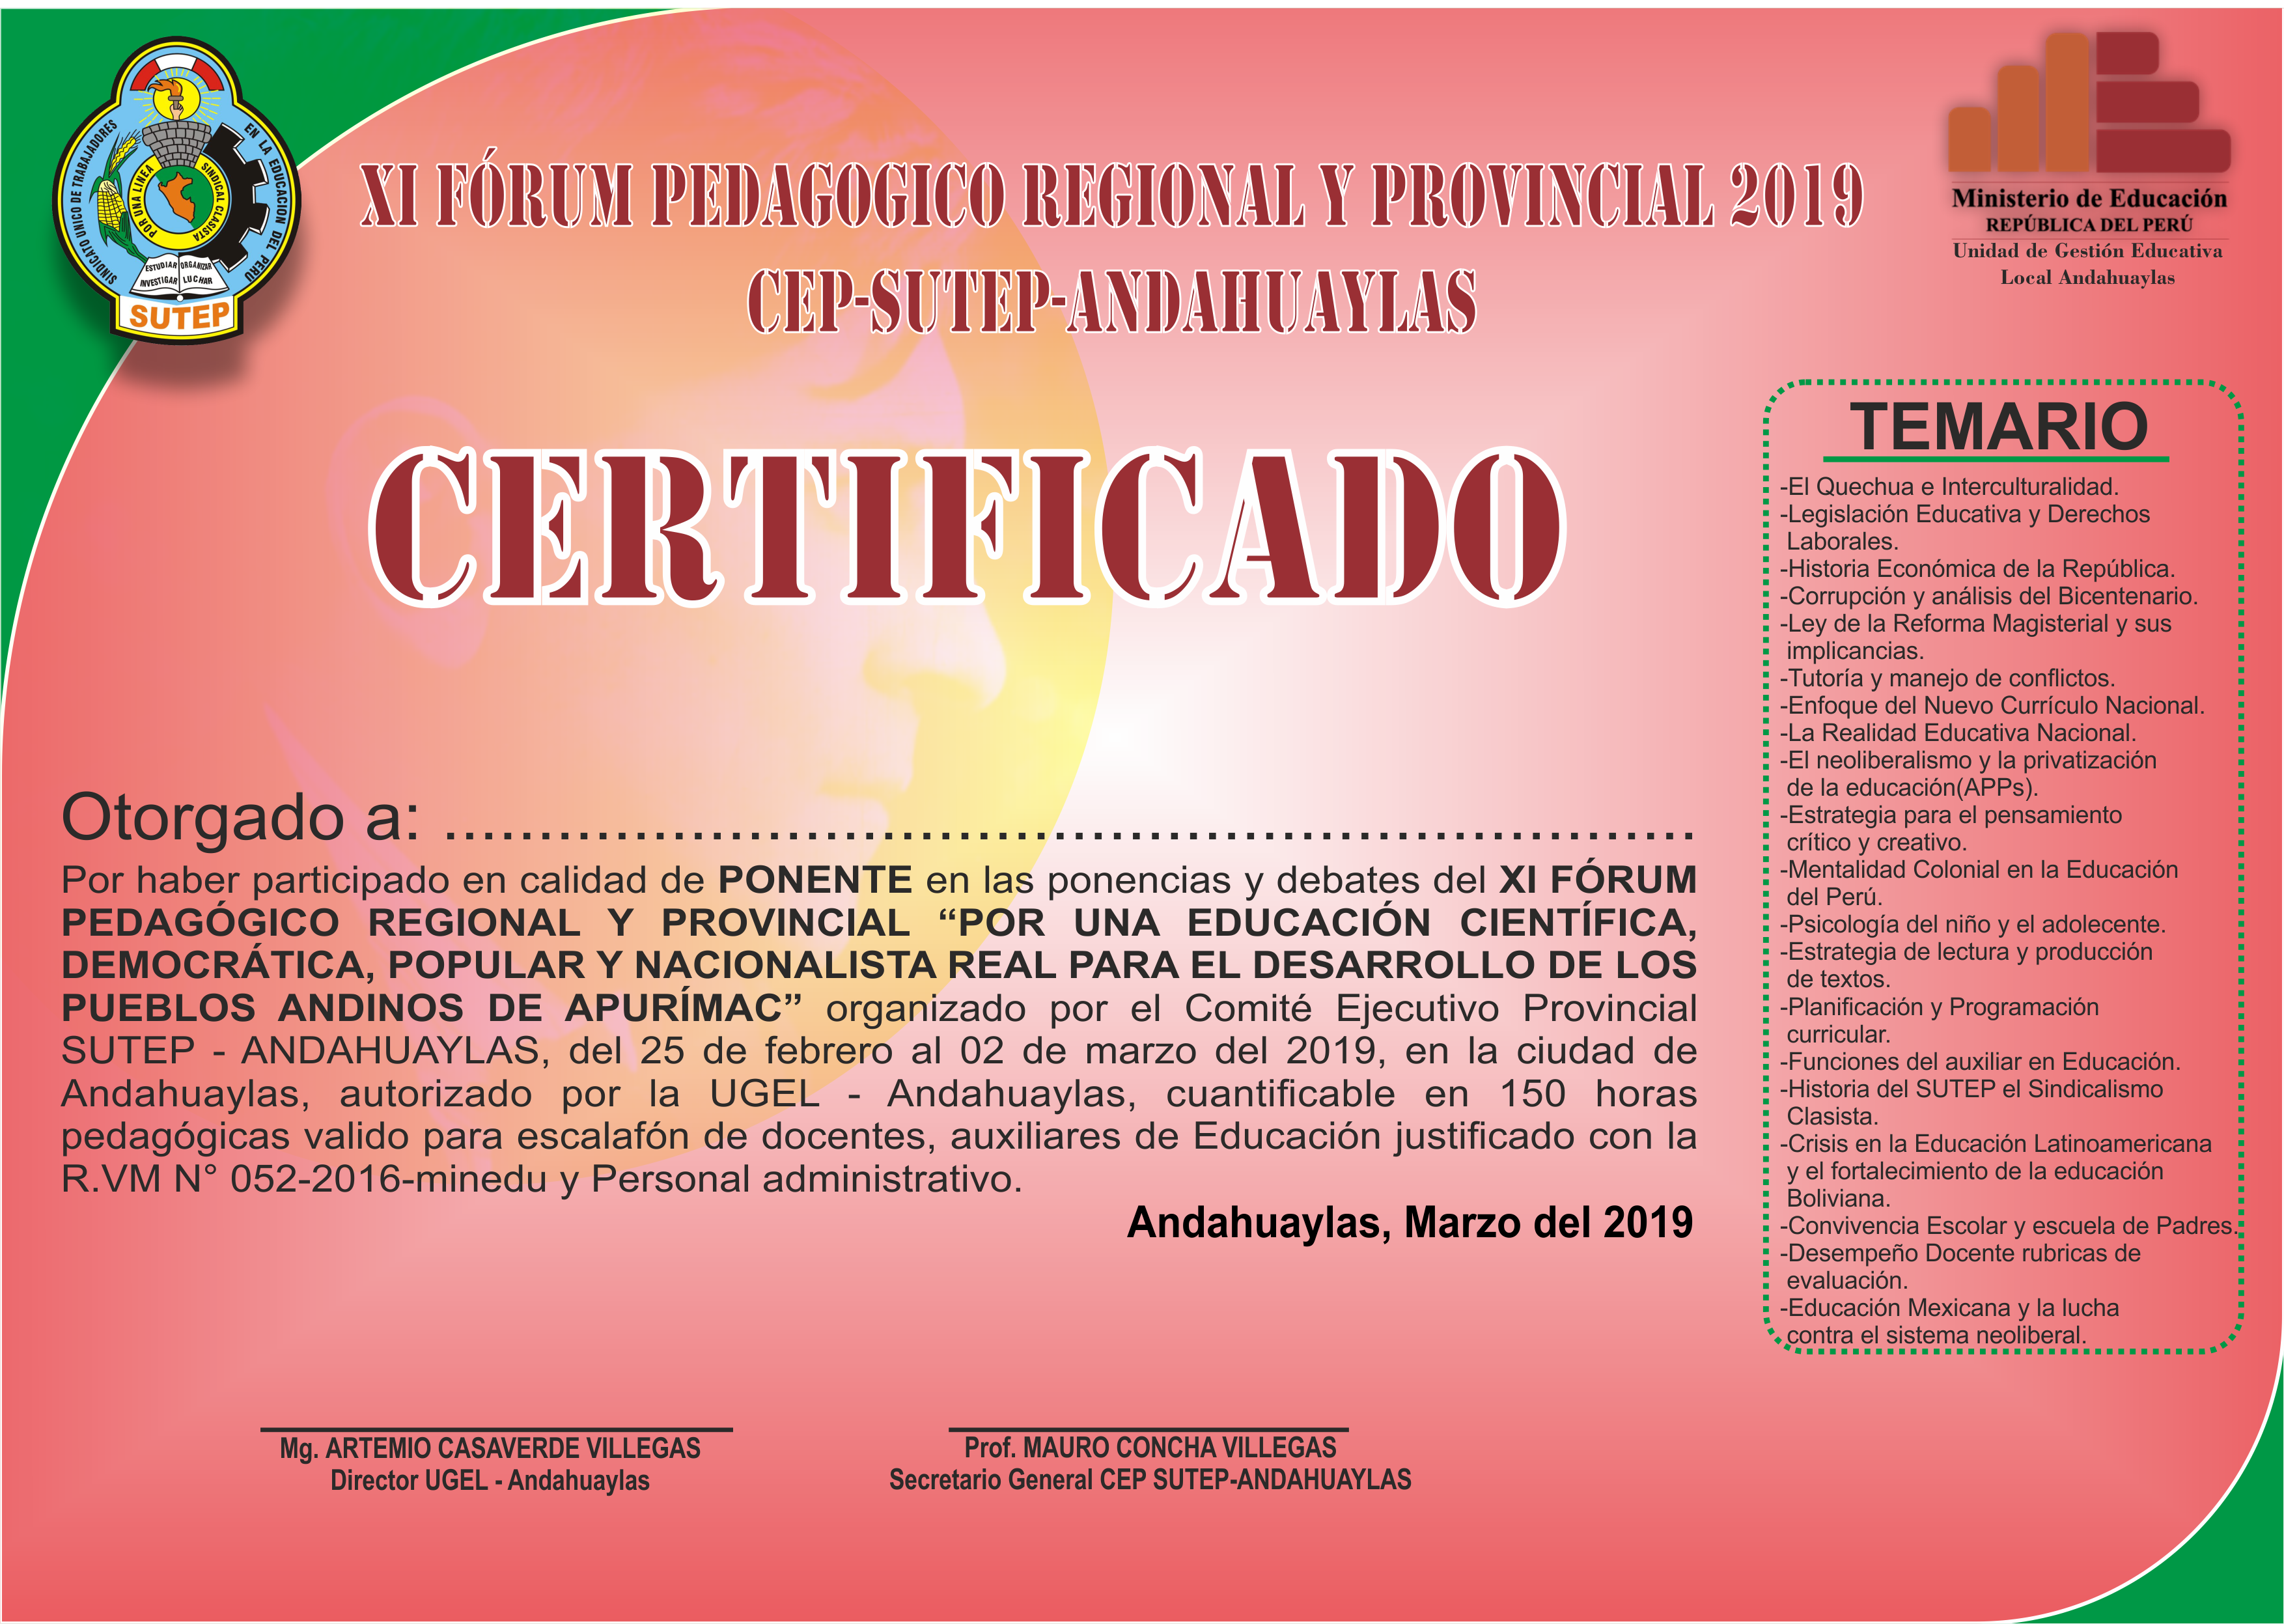 SINDICATO UNICO DE TRABAJADORES
EN LA EDUCACION DEL PERU
POR UNA LINEA
SINDICAL CLASISTA
ESTUDIAR ORGANIZAR
INVESTIGAR LUCHAR
SUTEP
XI FÓRUM PEDAGOGICO REGIONAL Y PROVINCIAL 2019
CEP-SUTEP-ANDAHUAYLAS
Ministerio de Educación
REPÚBLICA DEL PERÚ
Unidad de Gestión Educativa
Local Andahuaylas
CERTIFICADO
Otorgado a: ..................................................................
Por haber participado en calidad de PONENTE en las ponencias y debates del XI FÓRUM
PEDAGÓGICO REGIONAL Y PROVINCIAL “POR UNA EDUCACIÓN CIENTÍFICA,
DEMOCRÁTICA, POPULAR Y NACIONALISTA REAL PARA EL DESARROLLO DE LOS
PUEBLOS ANDINOS DE APURÍMAC” organizado por el Comité Ejecutivo Provincial
SUTEP - ANDAHUAYLAS, del 25 de febrero al 02 de marzo del 2019, en la ciudad de
Andahuaylas, autorizado por la UGEL - Andahuaylas, cuantificable en 150 horas
pedagógicas valido para escalafón de docentes, auxiliares de Educación justificado con la
R.VM N° 052-2016-minedu y Personal administrativo.
Andahuaylas, Marzo del 2019
TEMARIO
-El Quechua e Interculturalidad.
-Legislación Educativa y Derechos
Laborales.
-Historia Económica de la República.
-Corrupción y análisis del Bicentenario.
-Ley de la Reforma Magisterial y sus
implicancias.
-Tutoría y manejo de conflictos.
-Enfoque del Nuevo Currículo Nacional.
-La Realidad Educativa Nacional.
-El neoliberalismo y la privatización
de la educación(APPs).
-Estrategia para el pensamiento
crítico y creativo.
-Mentalidad Colonial en la Educación
del Perú.
-Psicología del niño y el adolecente.
-Estrategia de lectura y producción
de textos.
-Planificación y Programación
curricular.
-Funciones del auxiliar en Educación.
-Historia del SUTEP el Sindicalismo
Clasista.
-Crisis en la Educación Latinoamericana
y el fortalecimiento de la educación
Boliviana.
-Convivencia Escolar y escuela de Padres.
-Desempeño Docente rubricas de
evaluación.
-Educación Mexicana y la lucha
contra el sistema neoliberal.
Mg. ARTEMIO CASAVERDE VILLEGAS
Director UGEL - Andahuaylas
Prof. MAURO CONCHA VILLEGAS
Secretario General CEP SUTEP-ANDAHUAYLAS